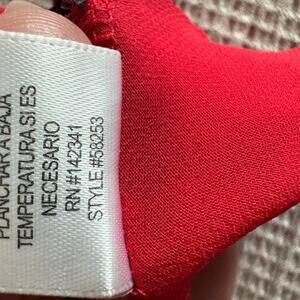 PLANCHAR A BAJA
TEMPERATURA SI ES
NECESARIO
RN #142341
STYLE #58253